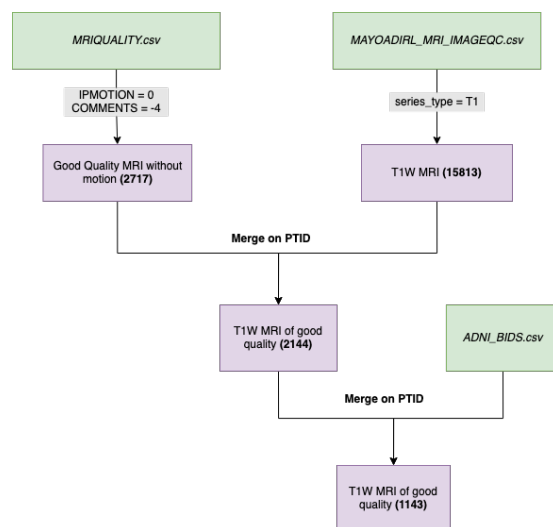 MRIQUALITY.csv
MAYOADIRL_MRI_IMAGEQC.csv
IPMOTION = 0
COMMENTS = -4
series_type = T1
Good Quality MRI without
motion (2717)
T1W MRI (15813)
Merge on PTID
T1W MRI of good
quality (2144)
ADNI_BIDS.csv
Merge on PTID
T1W MRI of good
quality (1143)